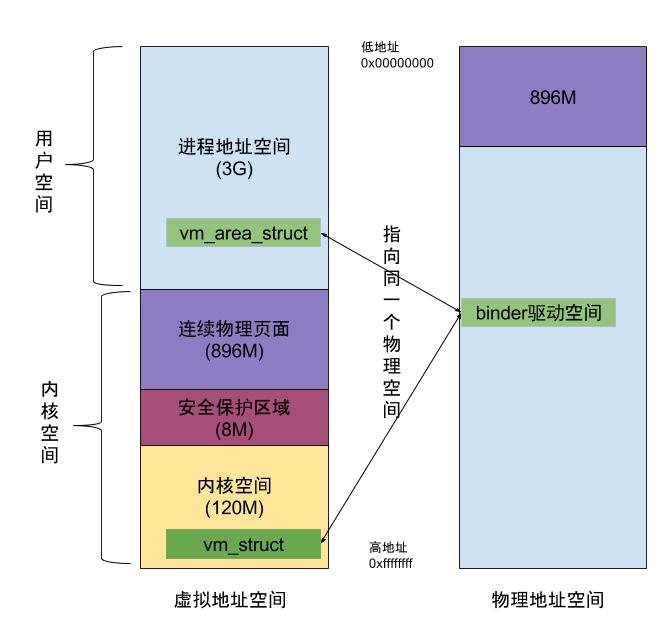 低地址
0x00000000
896M
用户空间
进程地址空间
(3G)
vm_area_struct
指向同一个物理空间
binder驱动空间
连续物理页面
(896M)
内核空间
安全保护区域
(8M)
内核空间
(120M)
vm_struct
高地址
0xffffffff
虚拟地址空间
物理地址空间